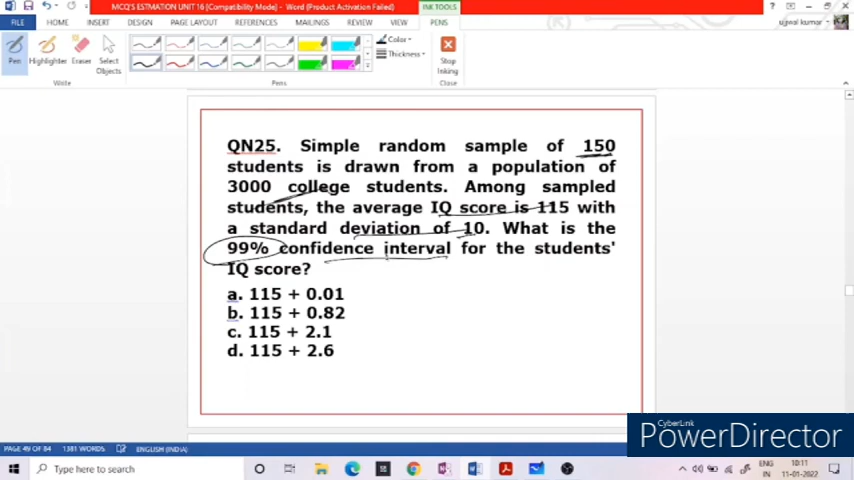 MCQ'S ESTMATION UNIT 16 [Compatibility Mode] - Word (Product Activation Failed)
INK TOOLS
FILE HOME INSERT DESIGN PAGE LAYOUT REFERENCES MAILINGS REVIEW VIEW PENS
ujjwal kumar
Pen Highlighter Eraser Select Objects
Color
Thickness
Stop Inking
Write Pens Close
QN25. Simple random sample of 150
students is drawn from a population of
3000 college students. Among sampled
students, the average IQ score is 115 with
a standard deviation of 10. What is the
99% confidence interval for the students'
IQ score?
a. 115 + 0.01
b. 115 + 0.82
c. 115 + 2.1
d. 115 + 2.6
CyberLink
PowerDirector
PAGE 49 OF 84 1381 WORDS ENGLISH (INDIA)
Type here to search
ENG
IN
10:11
11-01-2022